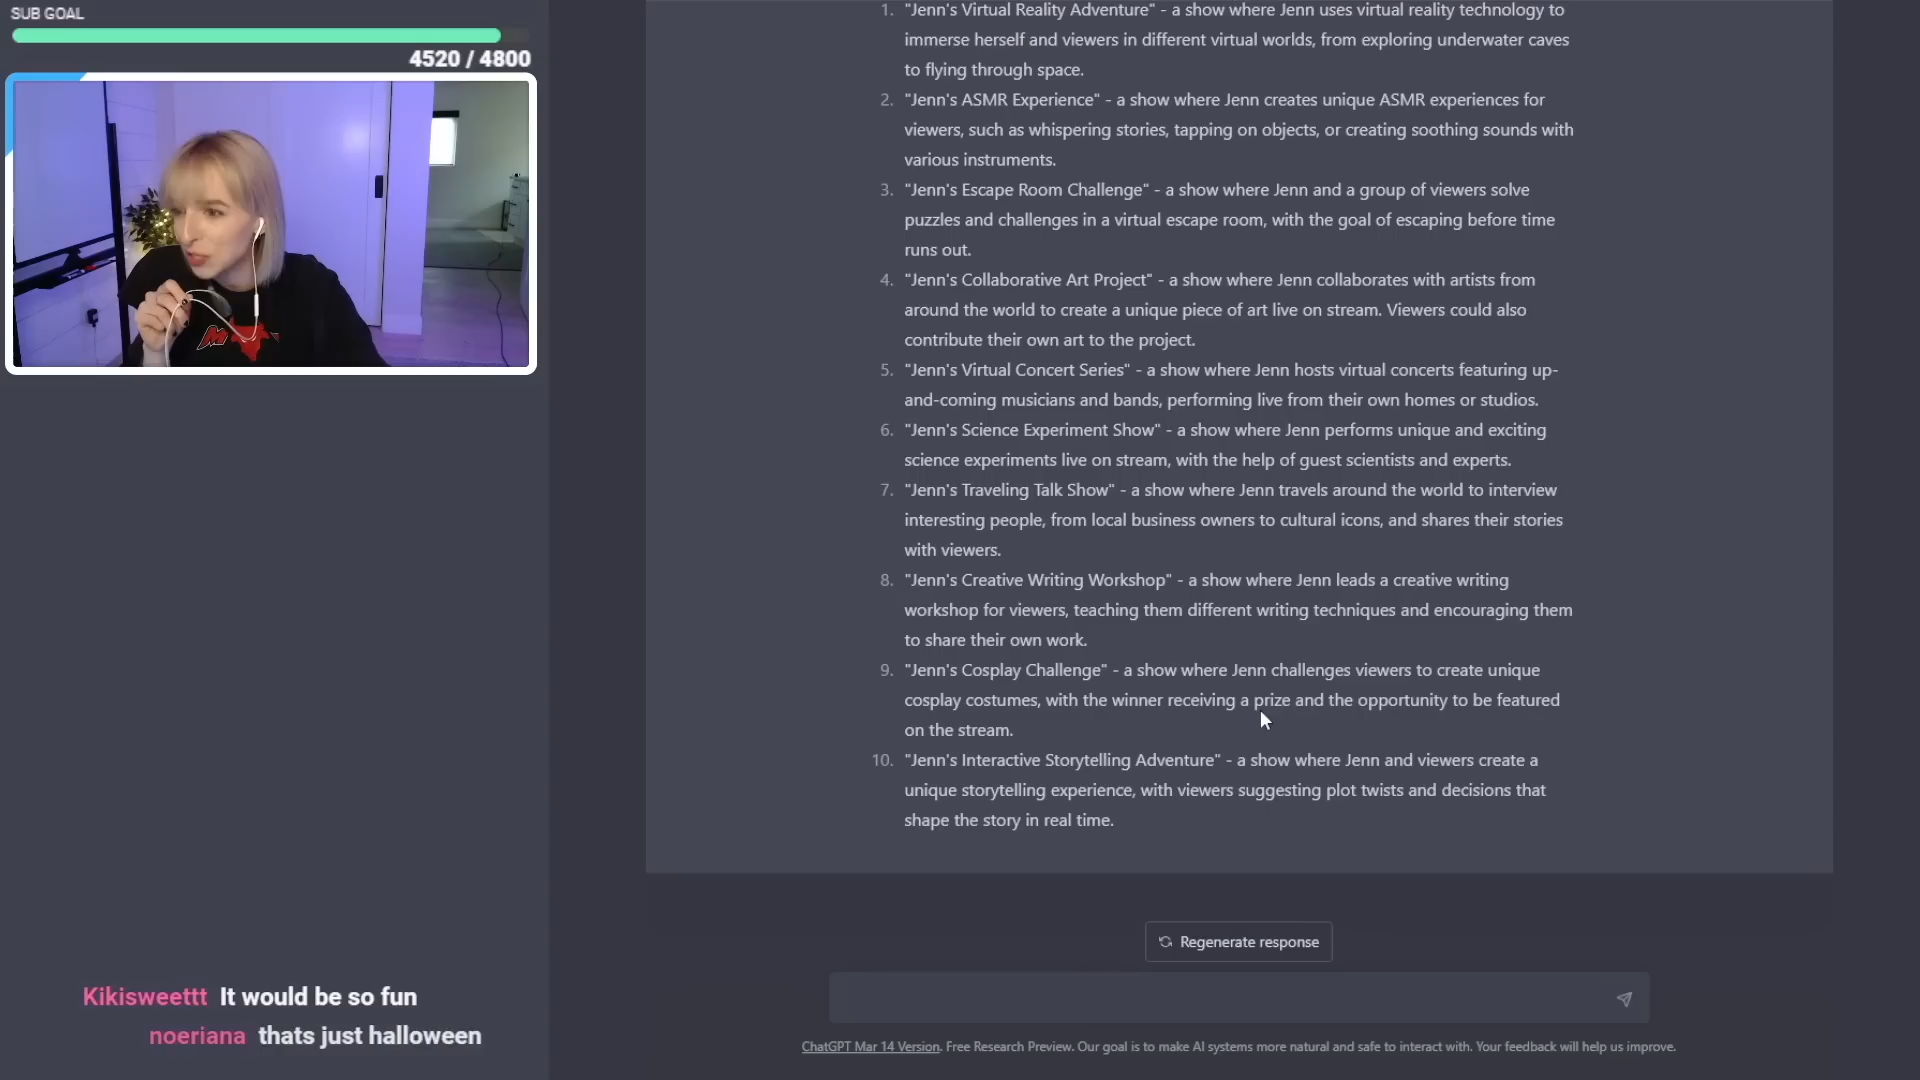 SUB GOAL
4520 / 4800
1. "Jenn's Virtual Reality Adventure" - a show where Jenn uses virtual reality technology to
immerse herself and viewers in different virtual worlds, from exploring underwater caves
to flying through space.
2. "Jenn's ASMR Experience" - a show where Jenn creates unique ASMR experiences for
viewers, such as whispering stories, tapping on objects, or creating soothing sounds with
various instruments.
3. "Jenn's Escape Room Challenge" - a show where Jenn and a group of viewers solve
puzzles and challenges in a virtual escape room, with the goal of escaping before time
runs out.
4. "Jenn's Collaborative Art Project" - a show where Jenn collaborates with artists from
around the world to create a unique piece of art live on stream. Viewers could also
contribute their own art to the project.
5. "Jenn's Virtual Concert Series" - a show where Jenn hosts virtual concerts featuring up-
and-coming musicians and bands, performing live from their own homes or studios.
6. "Jenn's Science Experiment Show" - a show where Jenn performs unique and exciting
science experiments live on stream, with the help of guest scientists and experts.
7. "Jenn's Traveling Talk Show" - a show where Jenn travels around the world to interview
interesting people, from local business owners to cultural icons, and shares their stories
with viewers.
8. "Jenn's Creative Writing Workshop" - a show where Jenn leads a creative writing
workshop for viewers, teaching them different writing techniques and encouraging them
to share their own work.
9. "Jenn's Cosplay Challenge" - a show where Jenn challenges viewers to create unique
cosplay costumes, with the winner receiving a prize and the opportunity to be featured
on the stream.
10. "Jenn's Interactive Storytelling Adventure" - a show where Jenn and viewers create a
unique storytelling experience, with viewers suggesting plot twists and decisions that
shape the story in real time.
Regenerate response
ChatGPT Mar 14 Version. Free Research Preview. Our goal is to make AI systems more natural and safe to interact with. Your feedback will help us improve.
Kikisweettt It would be so fun
noeriana thats just halloween